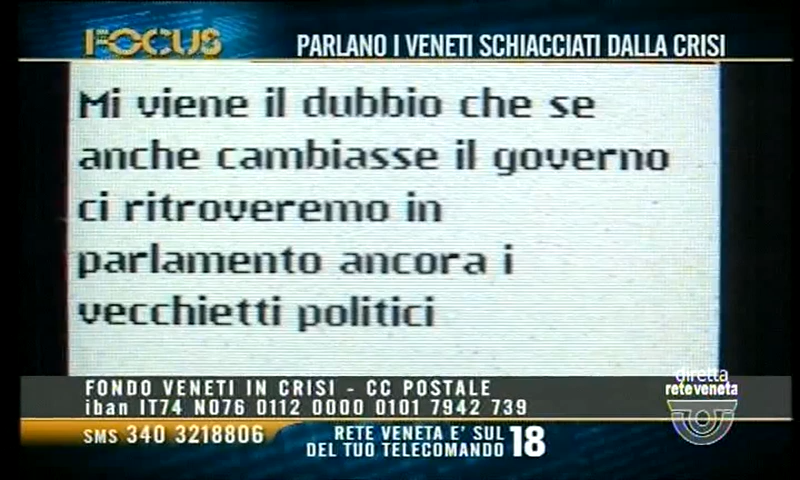 FOCUS
PARLANO I VENETI SCHIACCIATI DALLA CRISI
Mi viene il dubbio che se
anche cambiasse il governo
ci ritroveremo in
parlamento ancora i
vecchietti politici
FONDO VENETI IN CRISI - CC POSTALE
iban IT74 N076 0112 0000 0101 7942 739
SMS 340 3218806
RETE VENETA E' SUL
DEL TUO TELECOMANDO 18
diretta
reteveneta